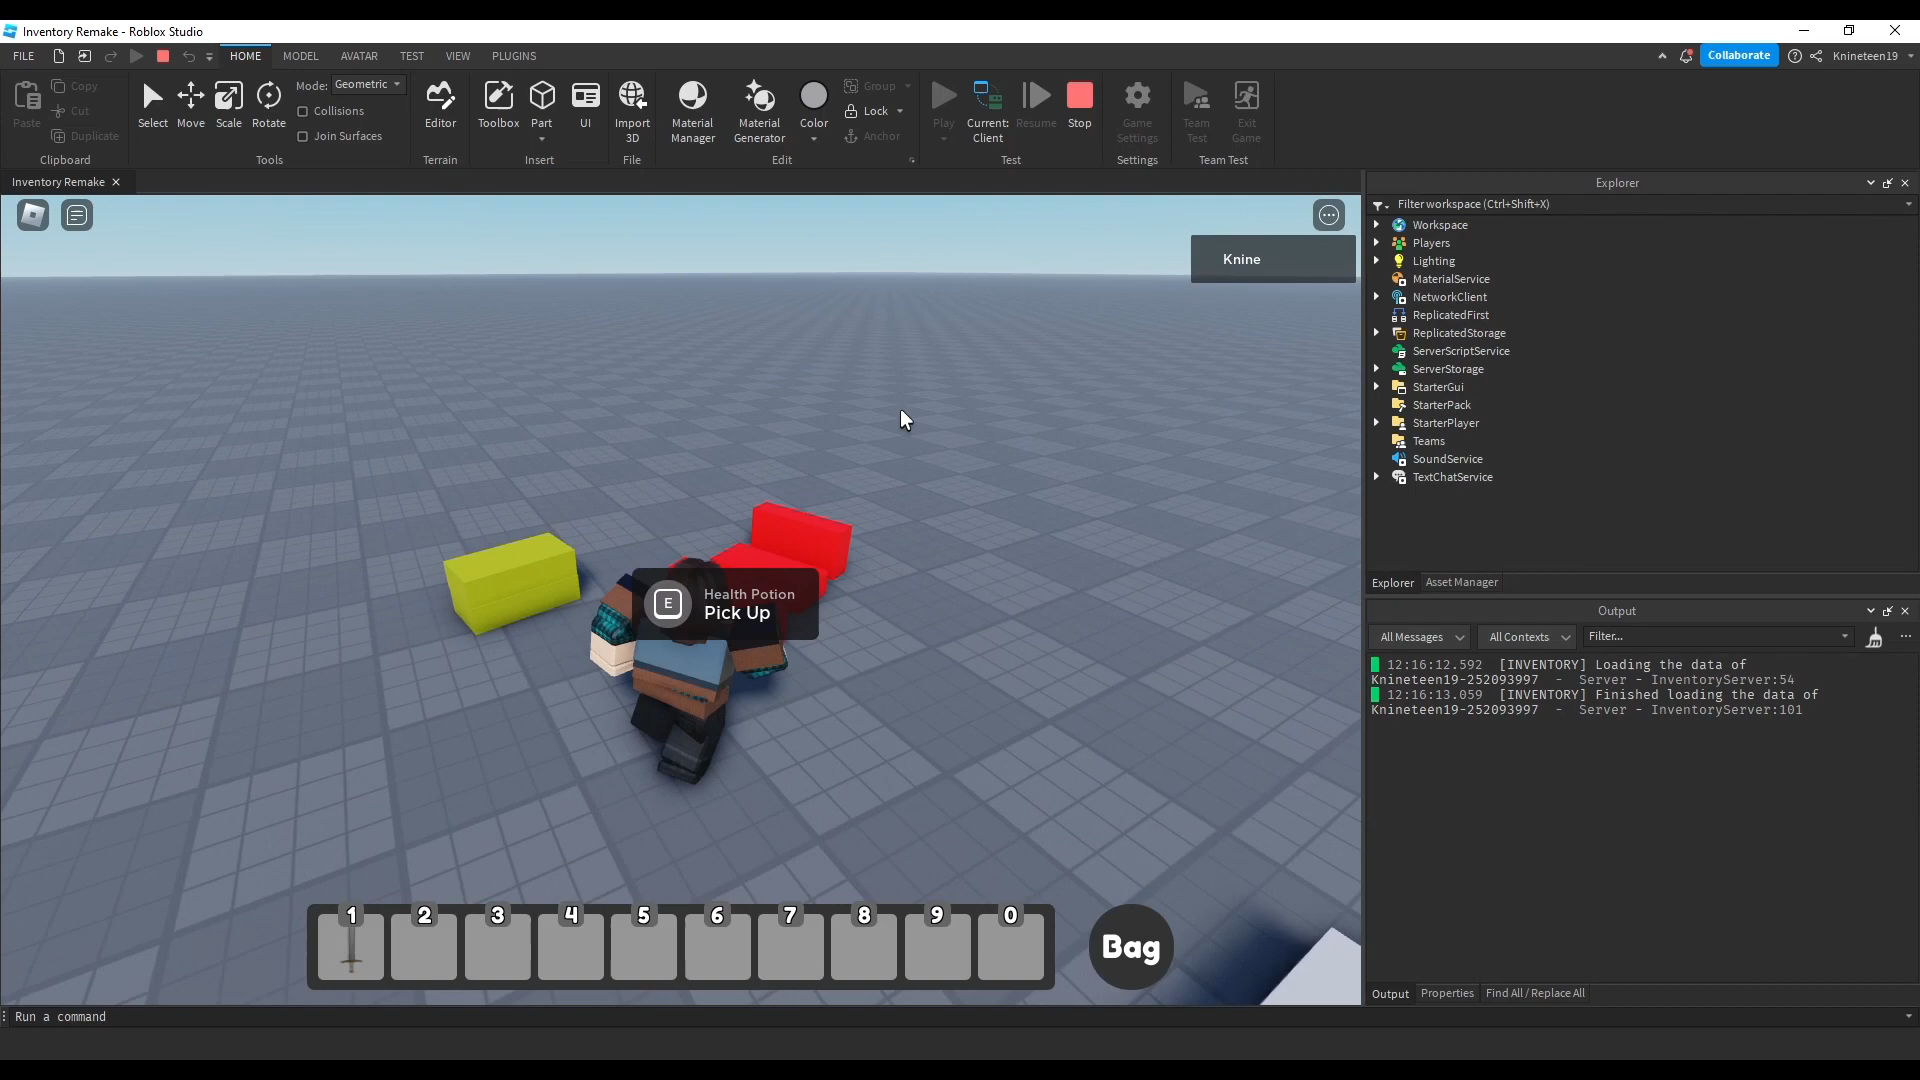 Inventory Remake - Roblox Studio
FILE HOME MODEL AVATAR TEST VIEW PLUGINS Collaborate Knineteen19
Paste Copy Cut Duplicate
Clipboard
Select Move Scale Rotate Mode: Geometric
Collisions
Join Surfaces
Tools
Editor
Terrain
Toolbox Part UI
Insert
Import 3D
File
Material Manager Material Generator Color Group Lock Anchor
Edit
Play Current: Client Resume Stop
Test
Game Settings
Settings
Team Test Exit Game
Team Test
Inventory Remake
Knine
Health Potion
E Pick Up
1 2 3 4 5 6 7 8 9 0
Bag
Explorer
Filter workspace (Ctrl+Shift+X)
Workspace
Players
Lighting
MaterialService
NetworkClient
ReplicatedFirst
ReplicatedStorage
ServerScriptService
ServerStorage
StarterGui
StarterPack
StarterPlayer
Teams
SoundService
TextChatService
Explorer Asset Manager
Output
All Messages All Contexts Filter...
12:16:12.592 [INVENTORY] Loading the data of
Knineteen19-252093997 - Server - InventoryServer:54
12:16:13.059 [INVENTORY] Finished loading the data of
Knineteen19-252093997 - Server - InventoryServer:101
Output Properties Find All / Replace All
Run a command